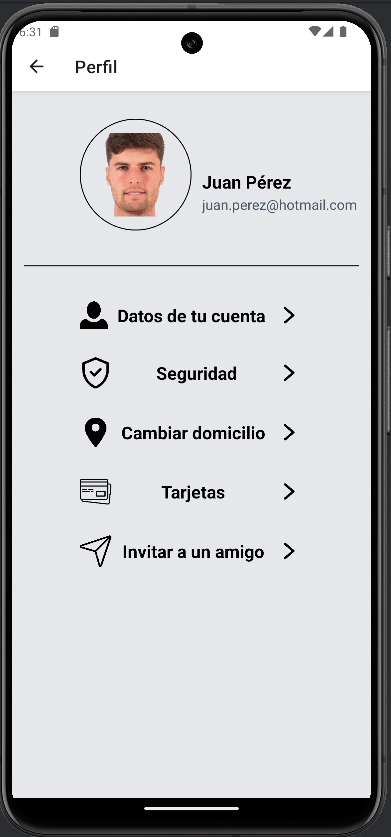 6:31
Perfil
Juan Pérez
juan.perez@hotmail.com
Datos de tu cuenta
Seguridad
Cambiar domicilio
Tarjetas
Invitar a un amigo